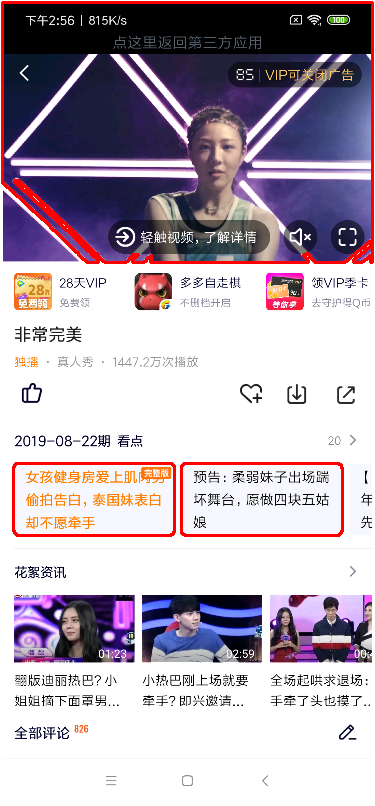 下午2:56 | 815K/s
100
点这里返回第三方应用
85 | VIP可关闭广告
轻触视频，了解详情
28天VIP
免费领
多多自走棋
不删档开启
领VIP季卡
去守护得Q币
非常完美
独播 · 真人秀 · 1447.2万次播放
2019-08-22期 看点
20
女孩健身房爱上肌肉男
完整版
偷拍告白，泰国妹表白
却不愿牵手
预告：柔弱妹子出场踹
坏舞台，愿做四块五姑
娘
花絮资讯
01:23
02:59
翻版迪丽热巴？小
姐姐摘下面罩男...
小热巴刚上场就要
牵手？即兴邀请...
全场起哄求退场：
手牵了头也摸了...
全部评论 826